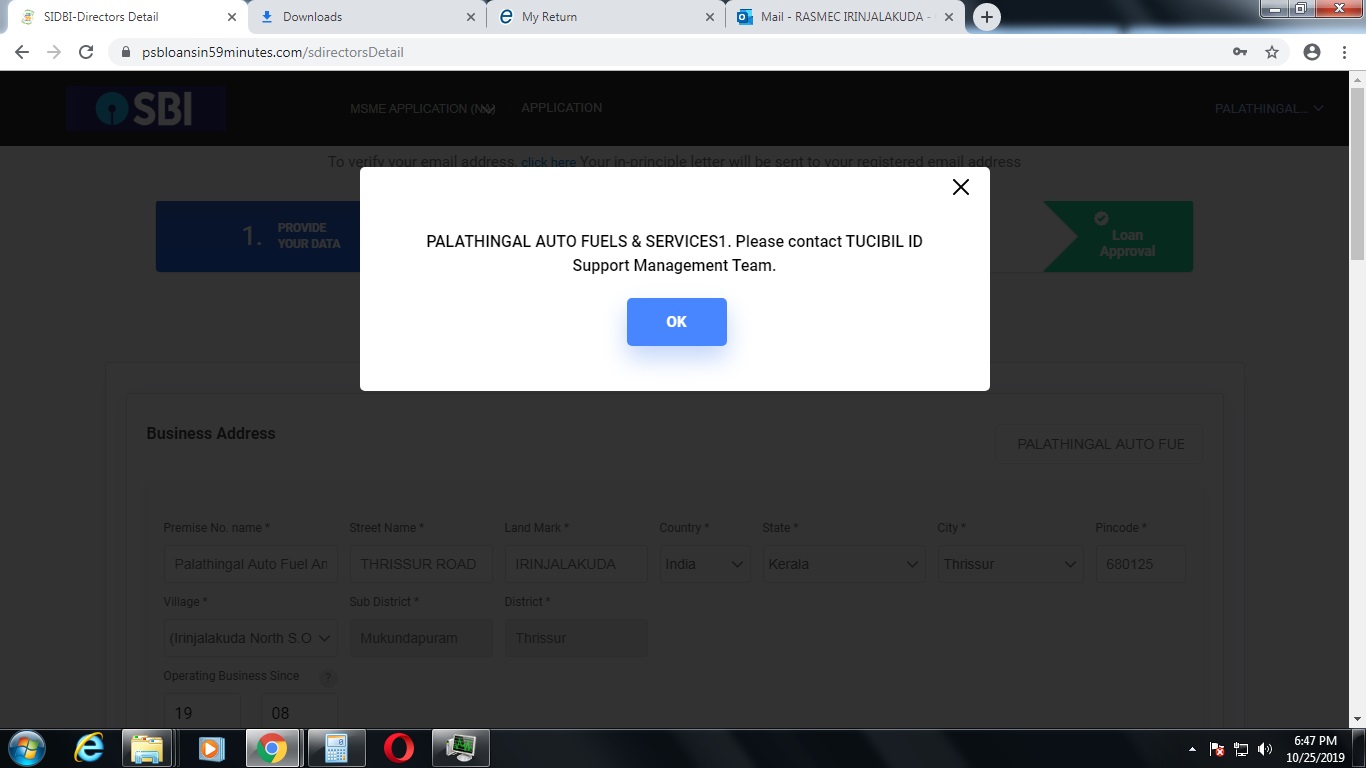 SIDBI-Directors Detail
Downloads
My Return
Mail - RASMEC IRINJALAKUDA -
psbloansin59minutes.com/sdirectorsDetail
SBI
MSME APPLICATION
APPLICATION
PALATHINGAL...
To verify your email address, click here Your in-principle letter will be sent to your registered email address
1. PROVIDE YOUR DATA
Loan
Approval
PALATHINGAL AUTO FUELS & SERVICES1. Please contact TUCIBIL ID
Support Management Team.
OK
Business Address
PALATHINGAL AUTO FUE
Premise No. name * Street Name * Land Mark * Country * State * City * Pincode *
Palathingal Auto Fuel An THRISSUR ROAD IRINJALAKUDA India Kerala Thrissur 680125
Village * Sub District * District *
(Irinjalakuda North S.O Mukundapuram Thrissur
Operating Business Since ?
19 08
6:47 PM
10/25/2019